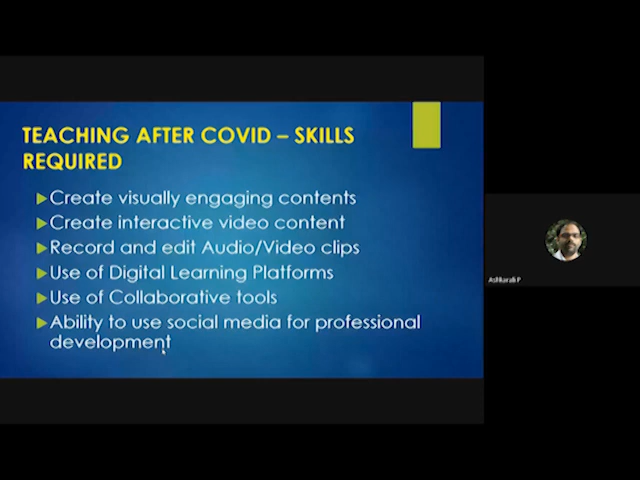 TEACHING AFTER COVID – SKILLS
REQUIRED
Create visually engaging contents
Create interactive video content
Record and edit Audio/Video clips
Use of Digital Learning Platforms
Use of Collaborative tools
Ability to use social media for professional
development
Ashkarali P